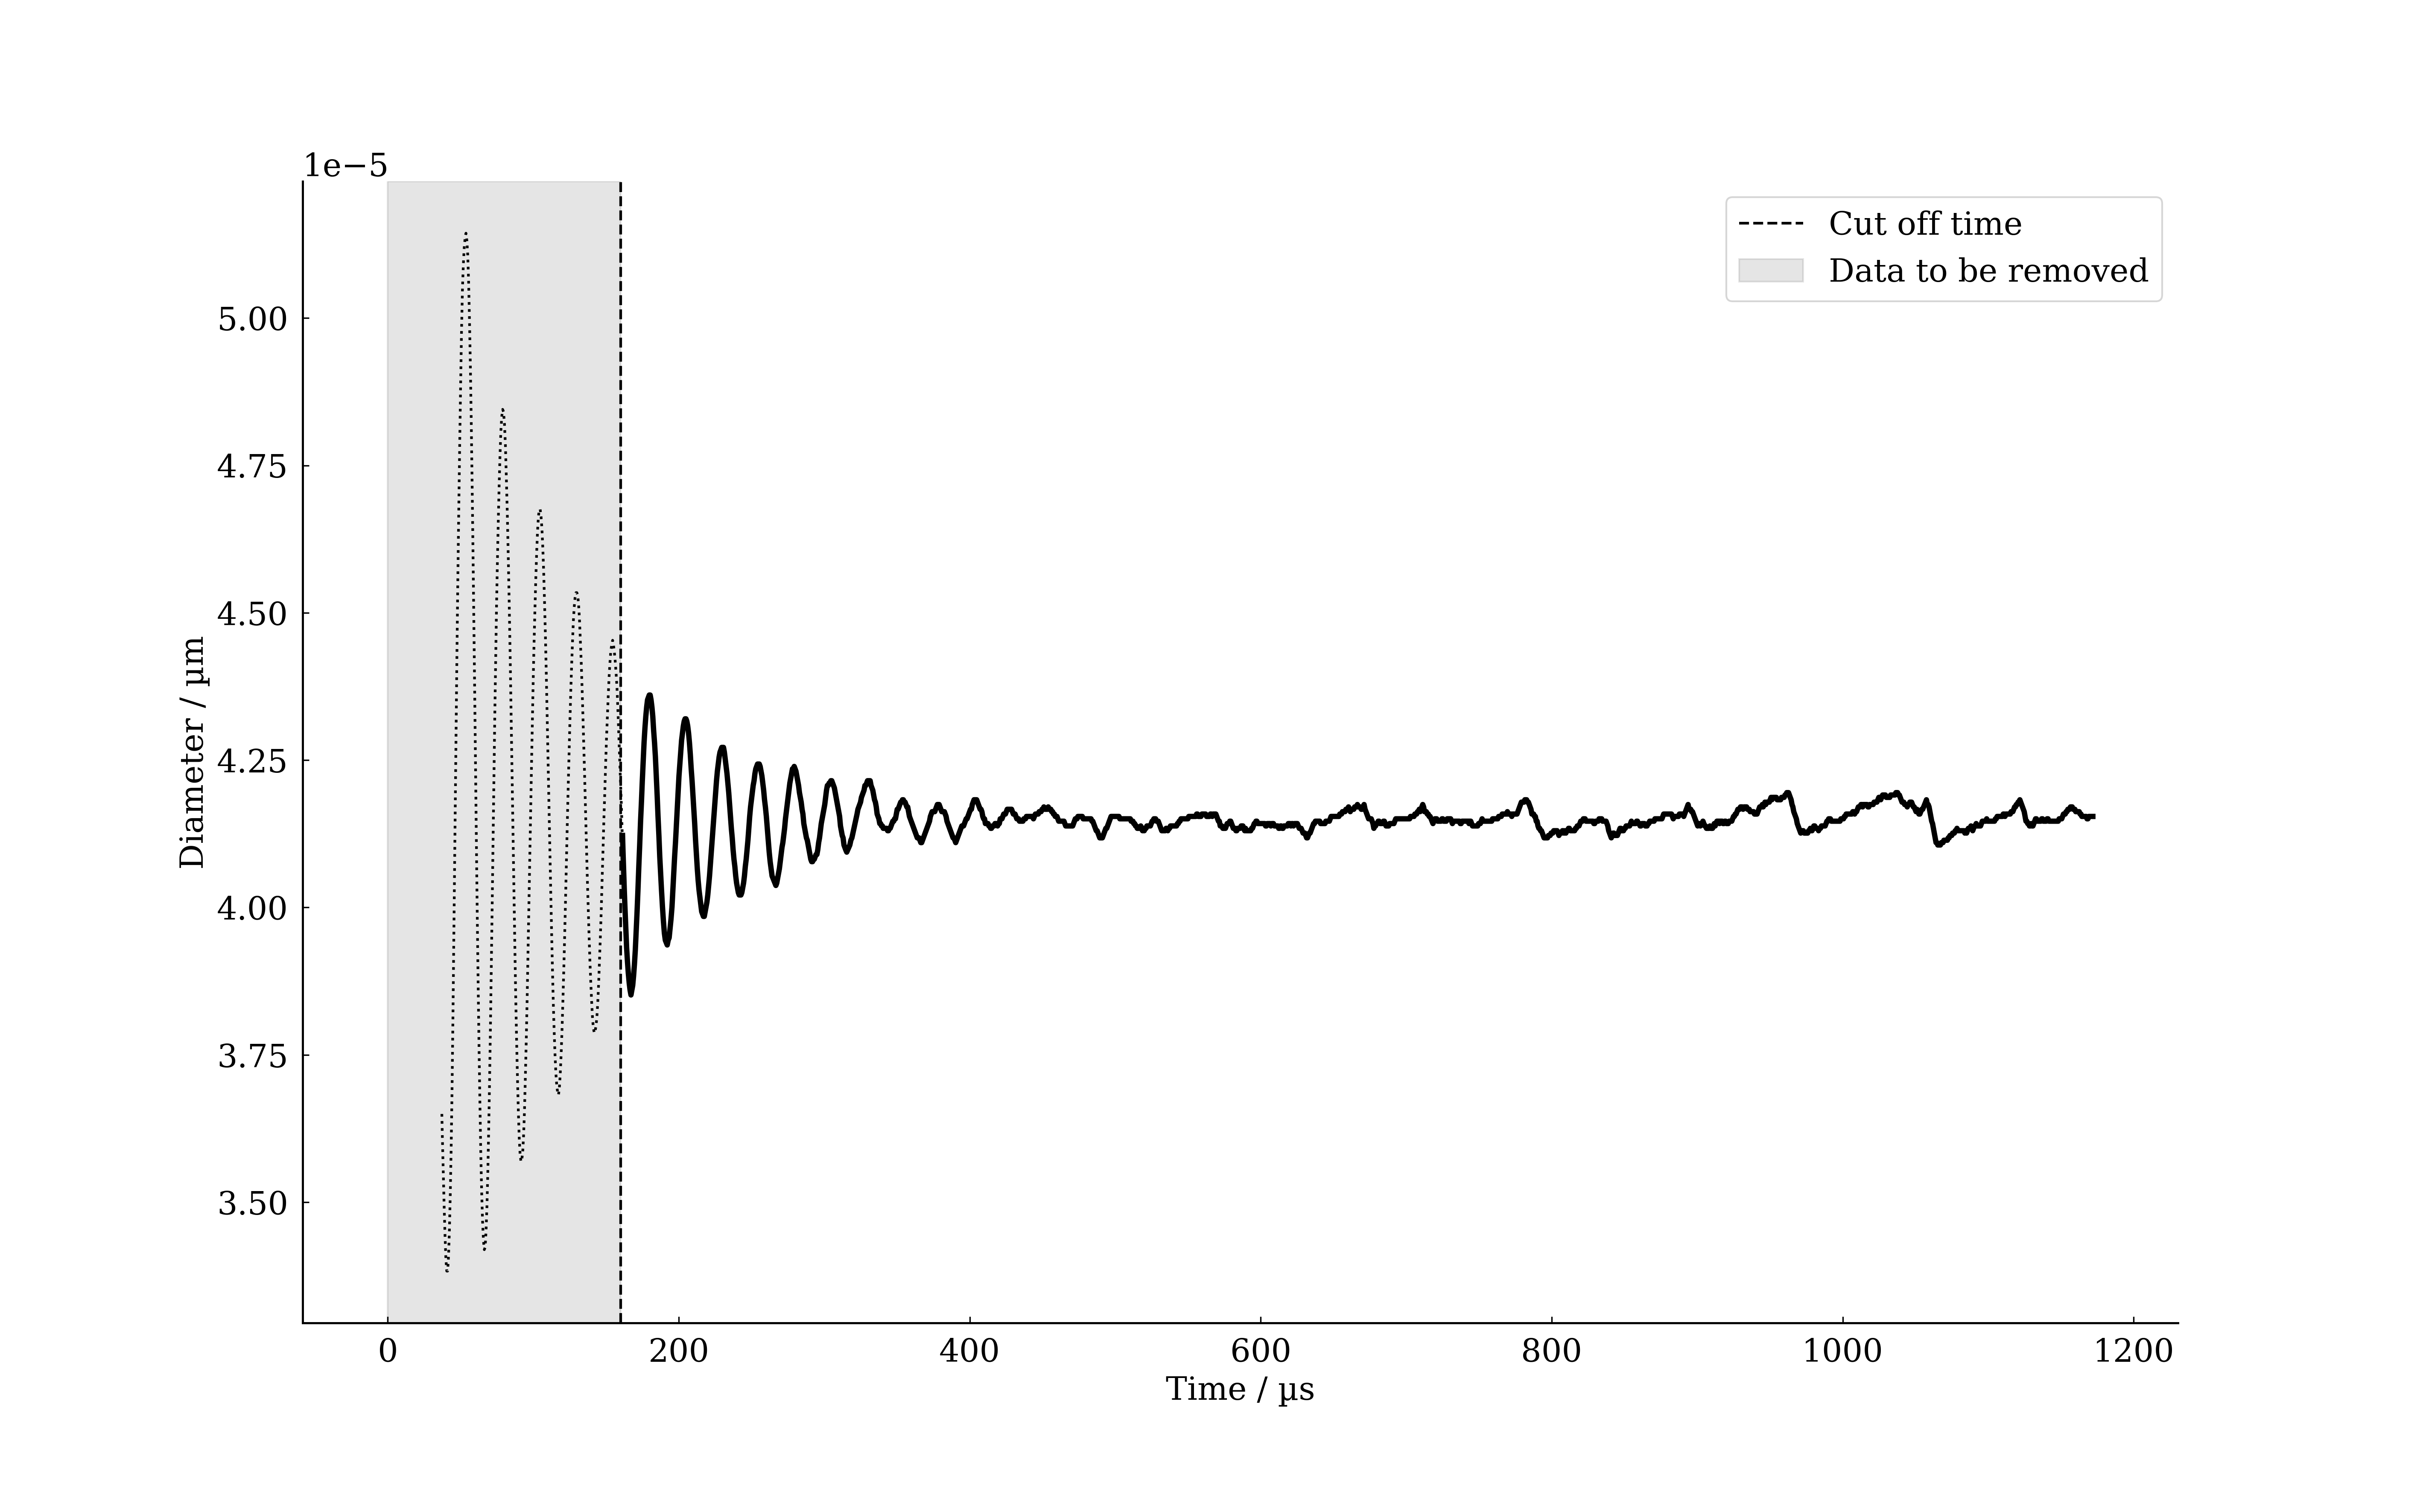 1e−5
Cut off time
Data to be removed
5.00
4.75
4.50
4.25
4.00
3.75
3.50
Diameter / µm
0 200 400 600 800 1000 1200
Time / µs